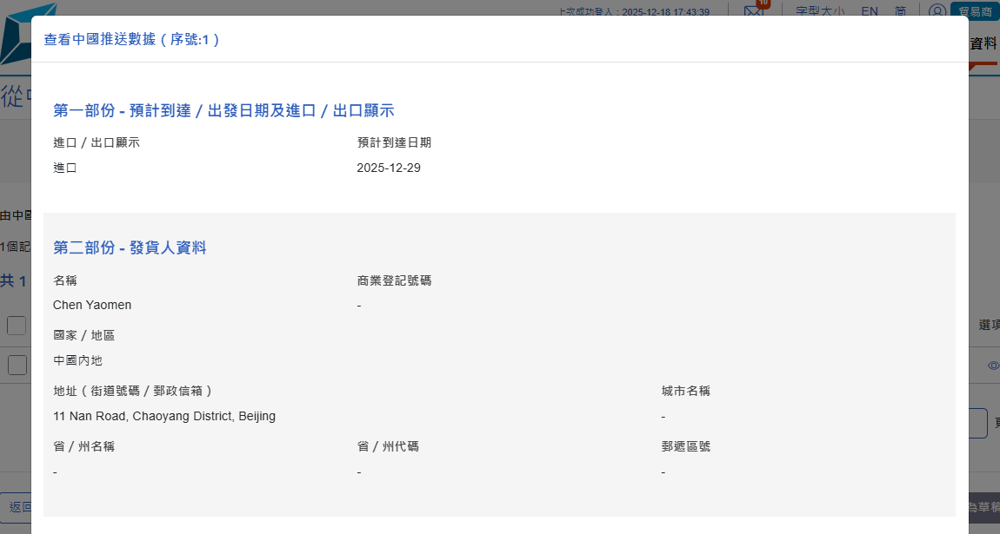 上次成功登入：2025-12-18 17:43:39
10
字型大小
EN
简
貿易商
查看中國推送數據（序號:1）
資料
第一部份 - 預計到達 / 出發日期及進口 / 出口顯示
進口 / 出口顯示 預計到達日期
進口 2025-12-29
由中國
1個記
共 1
第二部份 - 發貨人資料
名稱 商業登記號碼
Chen Yaomen -
國家 / 地區
選項
中國內地
地址（街道號碼 / 郵政信箱） 城市名稱
11 Nan Road, Chaoyang District, Beijing -
省 / 州名稱 省 / 州代碼 郵遞區號
- - -
返回
為草稿